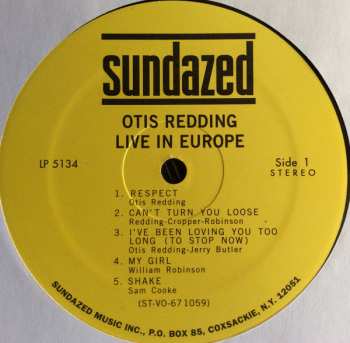 sundazed
OTIS REDDING
LIVE IN EUROPE
LP 5134
Side 1
STEREO
1. RESPECT
Otis Redding
2. CAN'T TURN YOU LOOSE
Redding-Cropper-Robinson
3. I'VE BEEN LOVING YOU TOO
LONG (TO STOP NOW)
Otis Redding-Jerry Butler
4. MY GIRL
William Robinson
5. SHAKE
Sam Cooke
(ST-VO-671059)
SUNDAZED MUSIC INC., P.O. BOX 85, COXSACKIE, N.Y. 12051